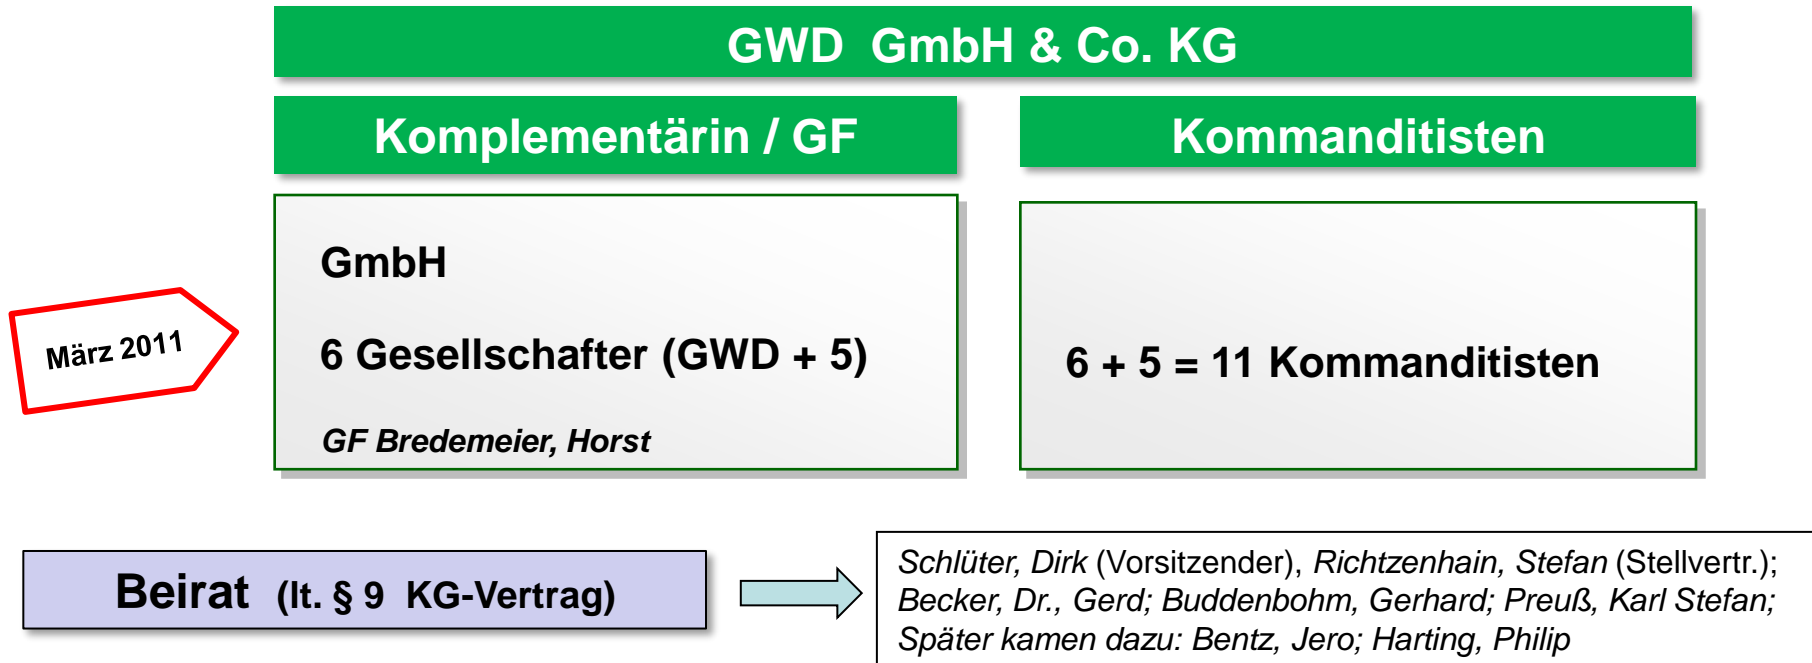 GWD  GmbH & Co. KG
Komplementärin / GF
Kommanditisten
März 2011
GmbH
6 Gesellschafter (GWD + 5)
GF Bredemeier, Horst
6 + 5 = 11 Kommanditisten
Beirat (lt. § 9 KG-Vertrag)
Schlüter, Dirk (Vorsitzender), Richtzenhain, Stefan (Stellvertr.);
Becker, Dr., Gerd; Buddenbohm, Gerhard; Preuß, Karl Stefan;
Später kamen dazu: Bentz, Jero; Harting, Philip